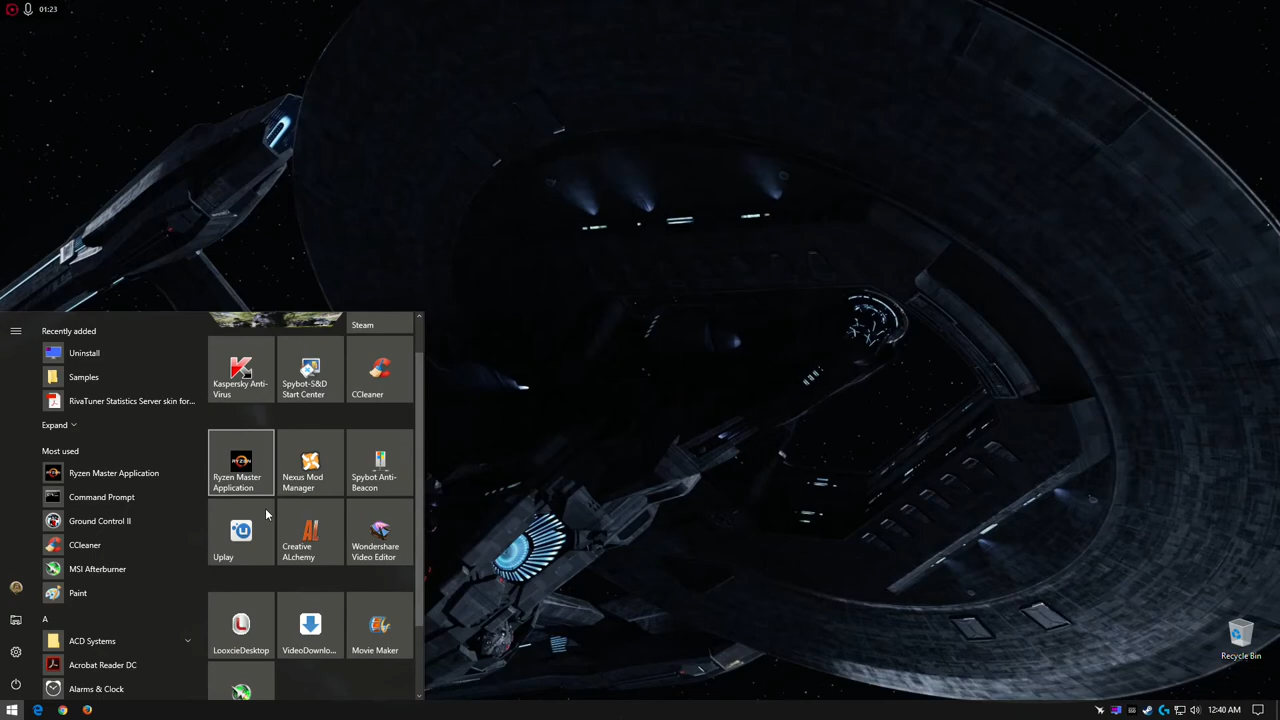 01:23
Recently added
Uninstall
Samples
RivaTuner Statistics Server skin for...
Expand
Most used
Ryzen Master Application
Command Prompt
Ground Control II
CCleaner
MSI Afterburner
Paint
A
ACD Systems
Acrobat Reader DC
Alarms & Clock
Steam
Kaspersky Anti-
Virus
Spybot-S&D
Start Center
CCleaner
RYZEN
Ryzen Master
Application
Nexus Mod
Manager
Spybot Anti-
Beacon
Uplay
AL
Creative
ALchemy
Wondershare
Video Editor
LooxcieDesktop
VideoDownlo...
Movie Maker
Recycle Bin
12:40 AM